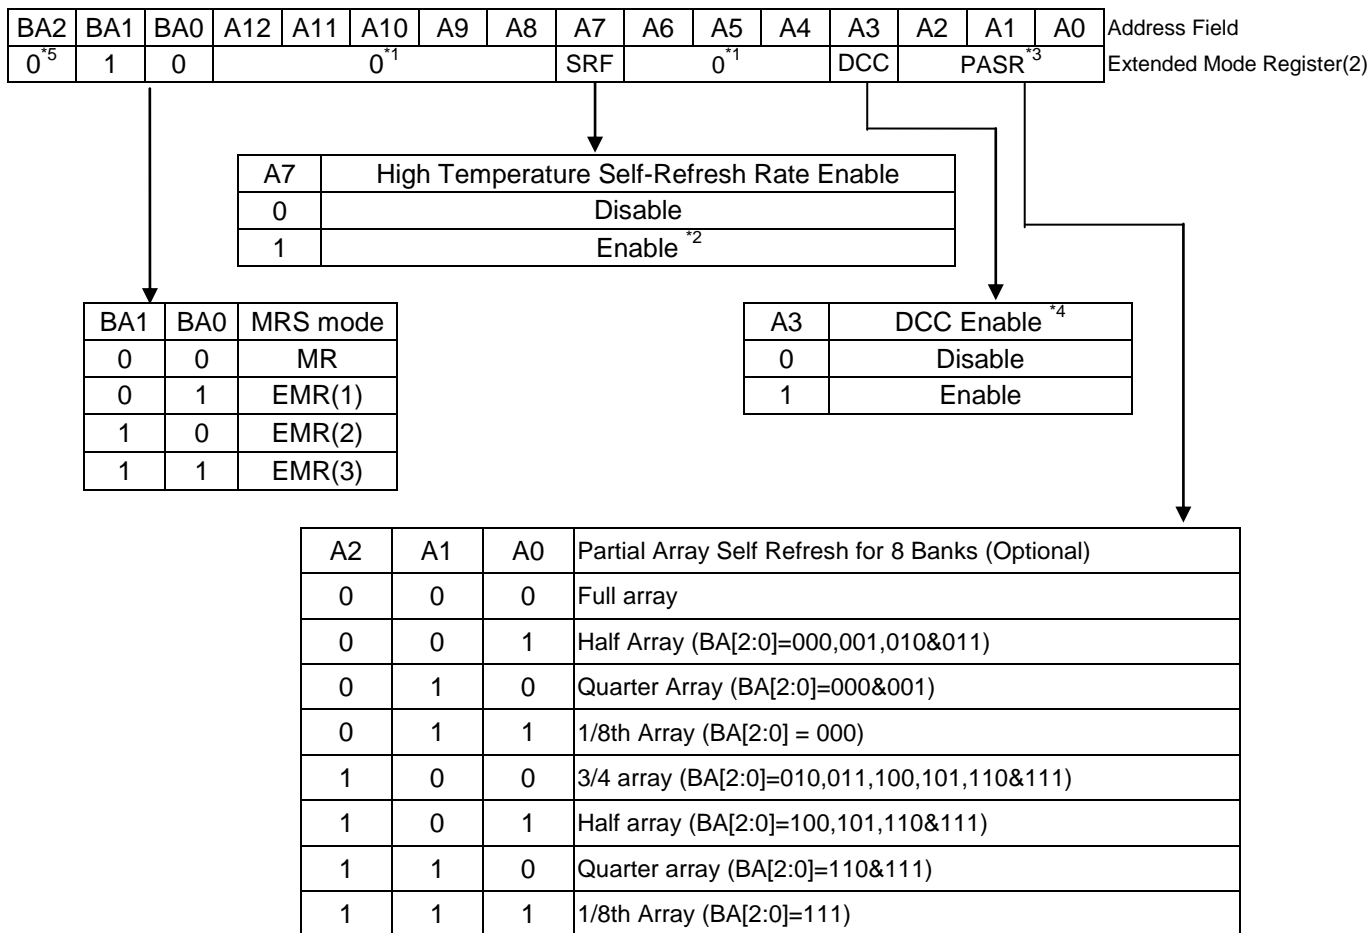 BA2 BA1 BA0 A12 A11 A10 A9 A8 A7 A6 A5 A4 A3 A2 A1 A0 Address Field
0*5 1 0 0*1 SRF 0*1 DCC PASR*3 Extended Mode Register(2)
A7 High Temperature Self-Refresh Rate Enable
0 Disable
1 Enable *2
BA1 BA0 MRS mode
0 0 MR
0 1 EMR(1)
1 0 EMR(2)
1 1 EMR(3)
A3 DCC Enable *4
0 Disable
1 Enable
A2 A1 A0 Partial Array Self Refresh for 8 Banks (Optional)
0 0 0 Full array
0 0 1 Half Array (BA[2:0]=000,001,010&011)
0 1 0 Quarter Array (BA[2:0]=000&001)
0 1 1 1/8th Array (BA[2:0] = 000)
1 0 0 3/4 array (BA[2:0]=010,011,100,101,110&111)
1 0 1 Half array (BA[2:0]=100,101,110&111)
1 1 0 Quarter array (BA[2:0]=110&111)
1 1 1 1/8th Array (BA[2:0]=111)